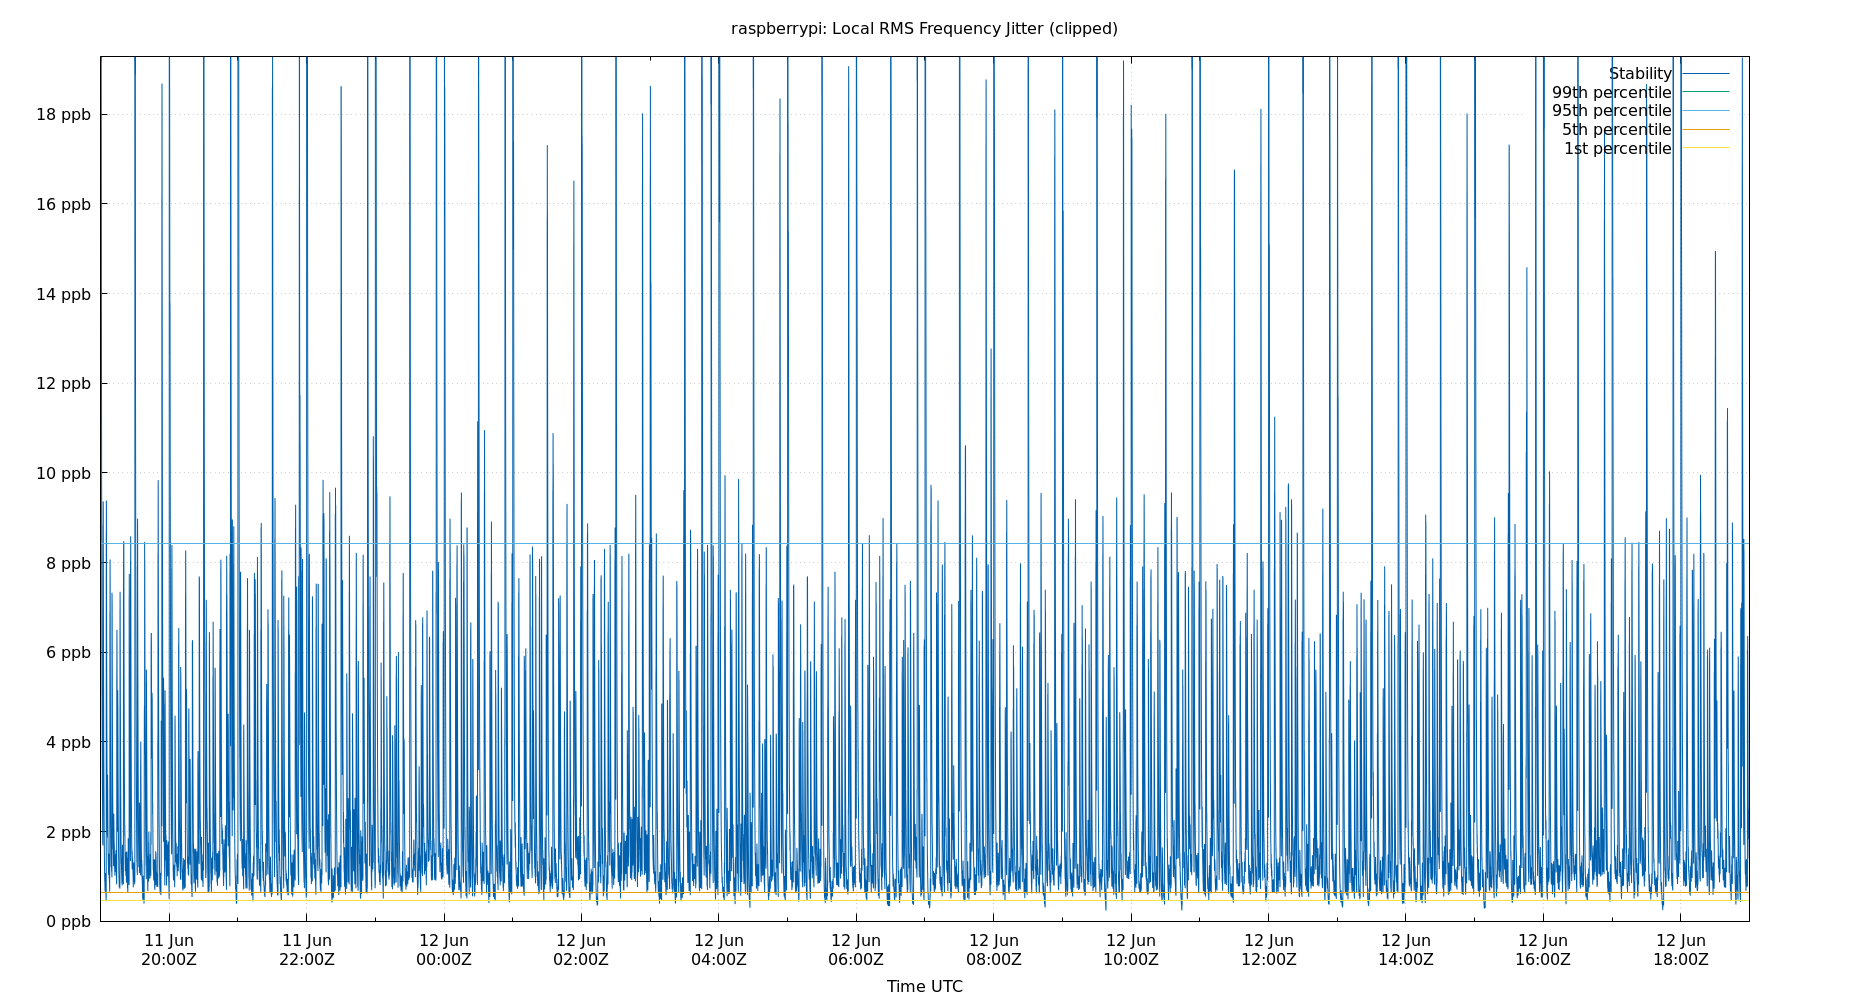 raspberrypi: Local RMS Frequency Jitter (clipped)
Stability
99th percentile
95th percentile
5th percentile
1st percentile
18 ppb
16 ppb
14 ppb
12 ppb
10 ppb
8 ppb
6 ppb
4 ppb
2 ppb
0 ppb
11 Jun 11 Jun 12 Jun 12 Jun 12 Jun 12 Jun 12 Jun 12 Jun 12 Jun 12 Jun 12 Jun 12 Jun
20:00Z 22:00Z 00:00Z 02:00Z 04:00Z 06:00Z 08:00Z 10:00Z 12:00Z 14:00Z 16:00Z 18:00Z
Time UTC